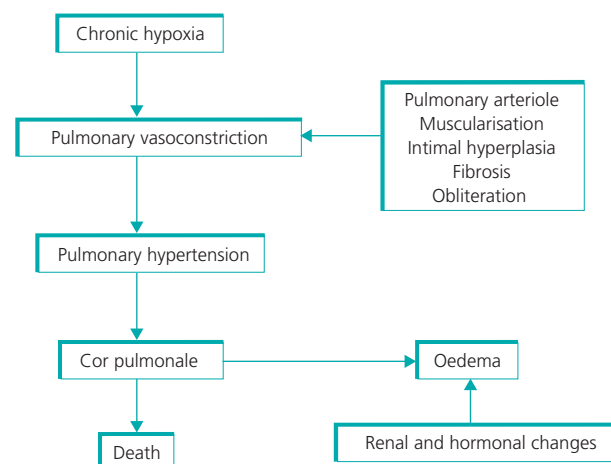 Chronic hypoxia
Pulmonary vasoconstriction
Pulmonary arteriole
Muscularisation
Intimal hyperplasia
Fibrosis
Obliteration
Pulmonary hypertension
Cor pulmonale
Oedema
Death
Renal and hormonal changes